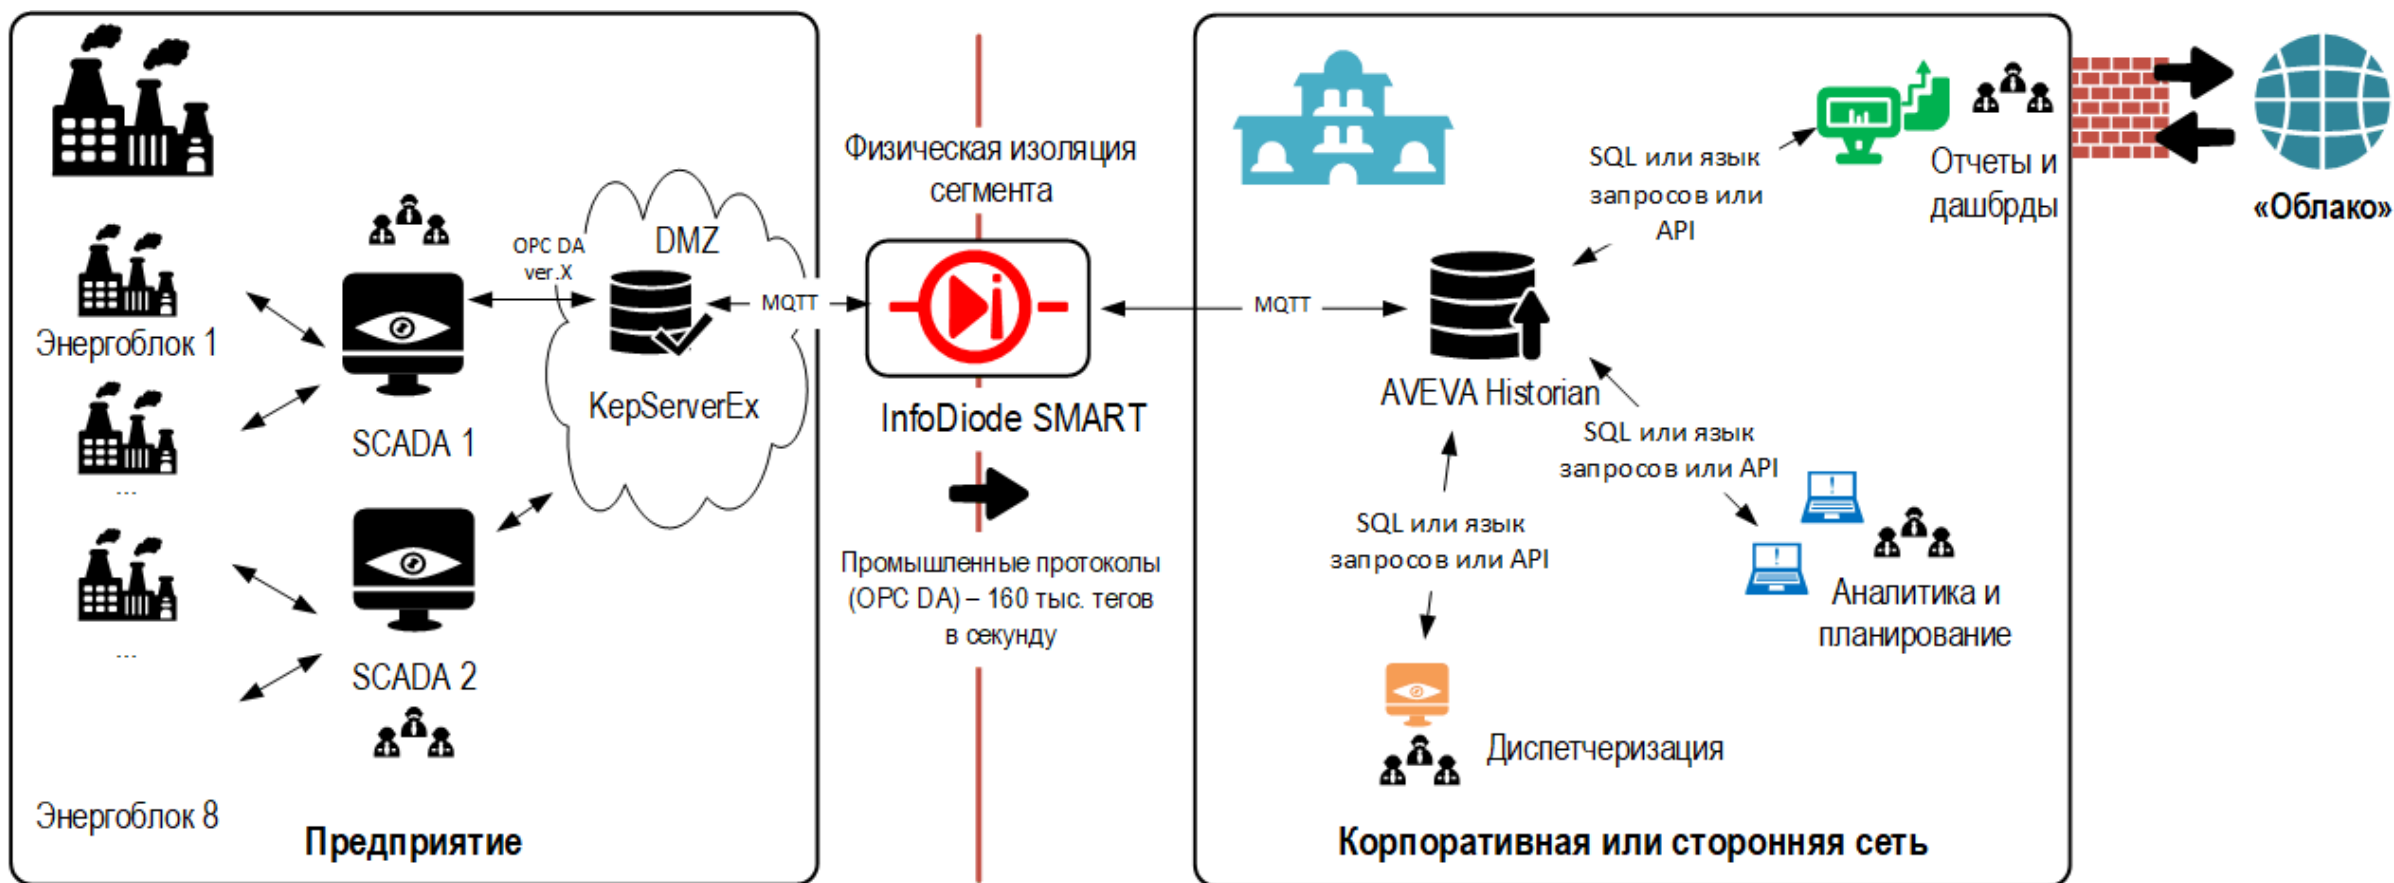 Энергоблок 1
...
...
Энергоблок 8
SCADA 1
SCADA 2
OPC DA
ver.X
DMZ
KepServerEx
MQTT
Предприятие
Физическая изоляция
сегмента
InfoDiode SMART
Промышленные протоколы
(OPC DA) – 160 тыс. тегов
в секунду
MQTT
AVEVA Historian
SQL или язык
запросов или
API
Отчеты и
дашбрды
SQL или язык
запросов или API
Аналитика и
планирование
SQL или язык
запросов или API
Диспетчеризация
Корпоративная или сторонняя сеть
«Облако»